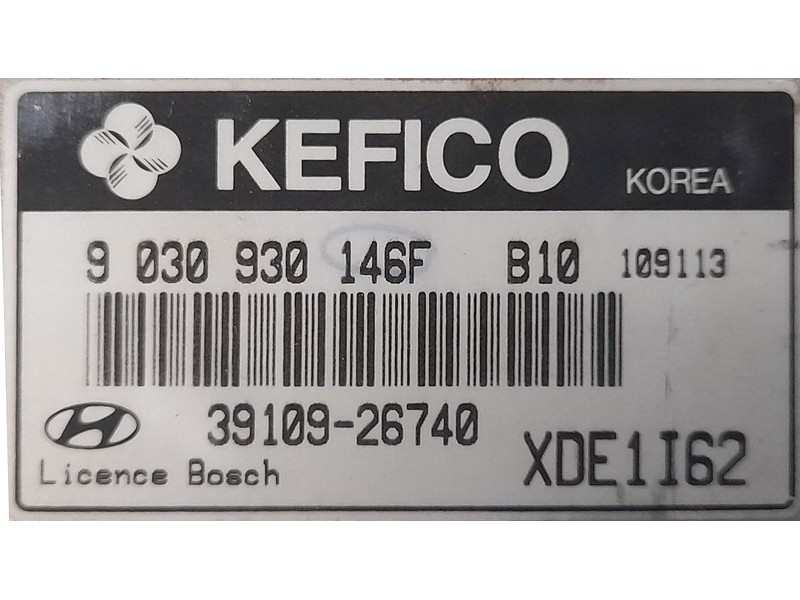 KEFICO KOREA
9 030 930 146F B10 109113
39109-26740
XDE1I62
Licence Bosch